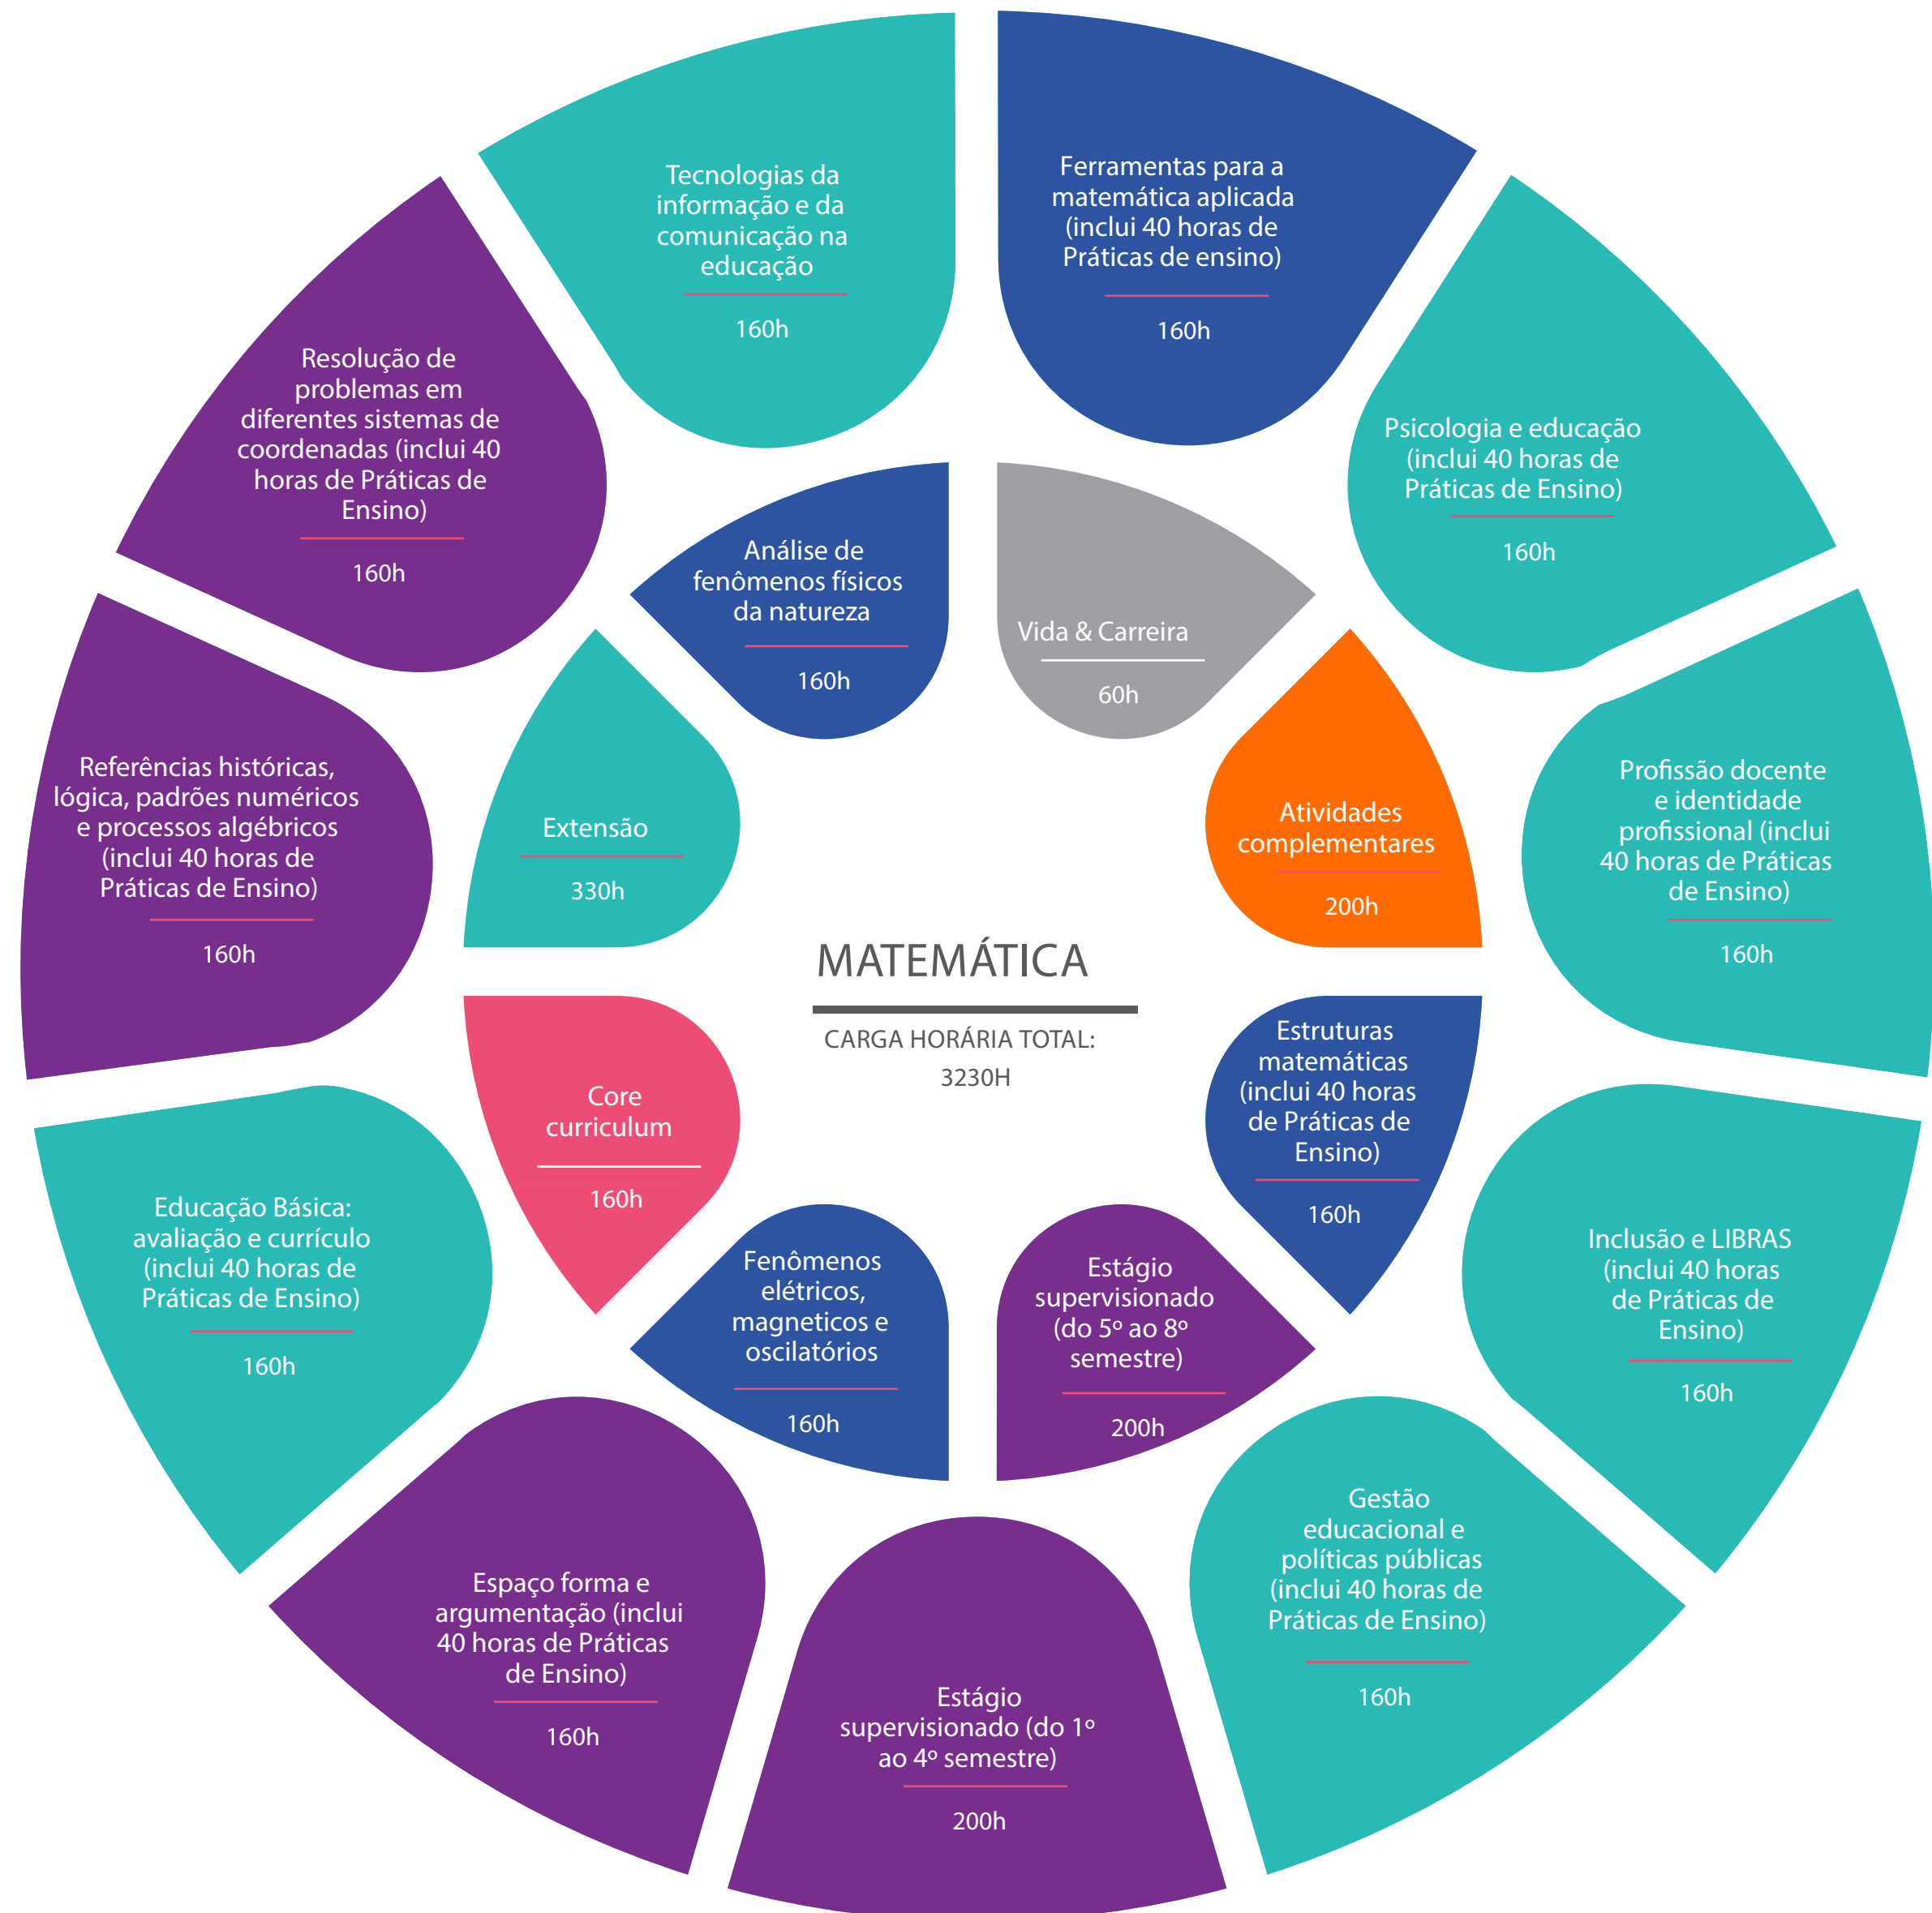 Tecnologias da
informação e da
comunicação na
educação
160h
Ferramentas para a
matemática aplicada
(inclui 40 horas de
Práticas de ensino)
160h
Psicologia e educação
(inclui 40 horas de
Práticas de Ensino)
160h
Profissão docente
e identidade
profissional (inclui
40 horas de Práticas
de Ensino)
160h
Inclusão e LIBRAS
(inclui 40 horas
de Práticas de
Ensino)
160h
Gestão
educacional e
políticas públicas
(inclui 40 horas de
Práticas de Ensino)
160h
Estágio
supervisionado (do 1º
ao 4º semestre)
200h
Espaço forma e
argumentação (inclui
40 horas de Práticas
de Ensino)
160h
Educação Básica:
avaliação e currículo
(inclui 40 horas de
Práticas de Ensino)
160h
Referências históricas,
lógica, padrões numéricos
e processos algébricos
(inclui 40 horas de
Práticas de Ensino)
160h
Resolução de
problemas em
diferentes sistemas de
coordenadas (inclui 40
horas de Práticas de
Ensino)
160h
Análise de
fenômenos físicos
da natureza
160h
Vida & Carreira
60h
Atividades
complementares
200h
Estruturas
matemáticas
(inclui 40 horas
de Práticas de
Ensino)
160h
Estágio
supervisionado
(do 5º ao 8º
semestre)
200h
Fenômenos
elétricos,
magneticos e
oscilatórios
160h
Core
curriculum
160h
Extensão
330h
MATEMÁTICA
CARGA HORÁRIA TOTAL:
3230H